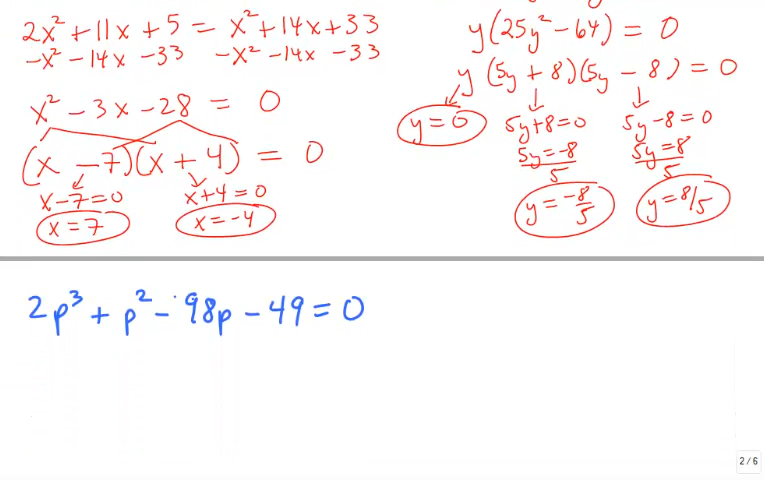 2x² + 11x + 5 = x² + 14x + 33
-x² - 14x - 33 -x² - 14x - 33
x² - 3x - 28 = 0
(x - 7)(x + 4) = 0
x - 7 = 0 x + 4 = 0
x = 7 x = -4
y(25y² - 64) = 0
y(5y + 8)(5y - 8) = 0
y = 0 5y + 8 = 0 5y - 8 = 0
5y = -8 5y = 8
5 5
y = -8/5 y = 8/5
2p³ + p² - 98p - 49 = 0
2/6